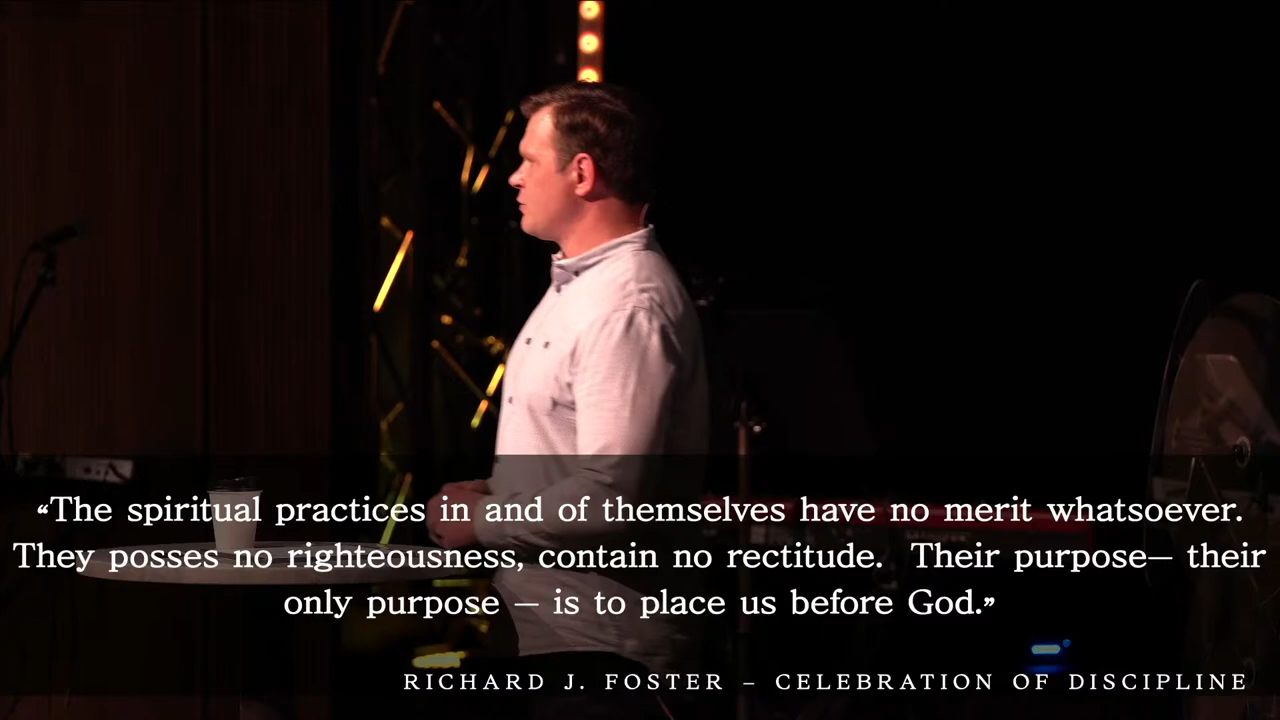 “The spiritual practices in and of themselves have no merit whatsoever.
They posses no righteousness, contain no rectitude.  Their purpose— their
only purpose — is to place us before God.”
RICHARD J. FOSTER – CELEBRATION OF DISCIPLINE